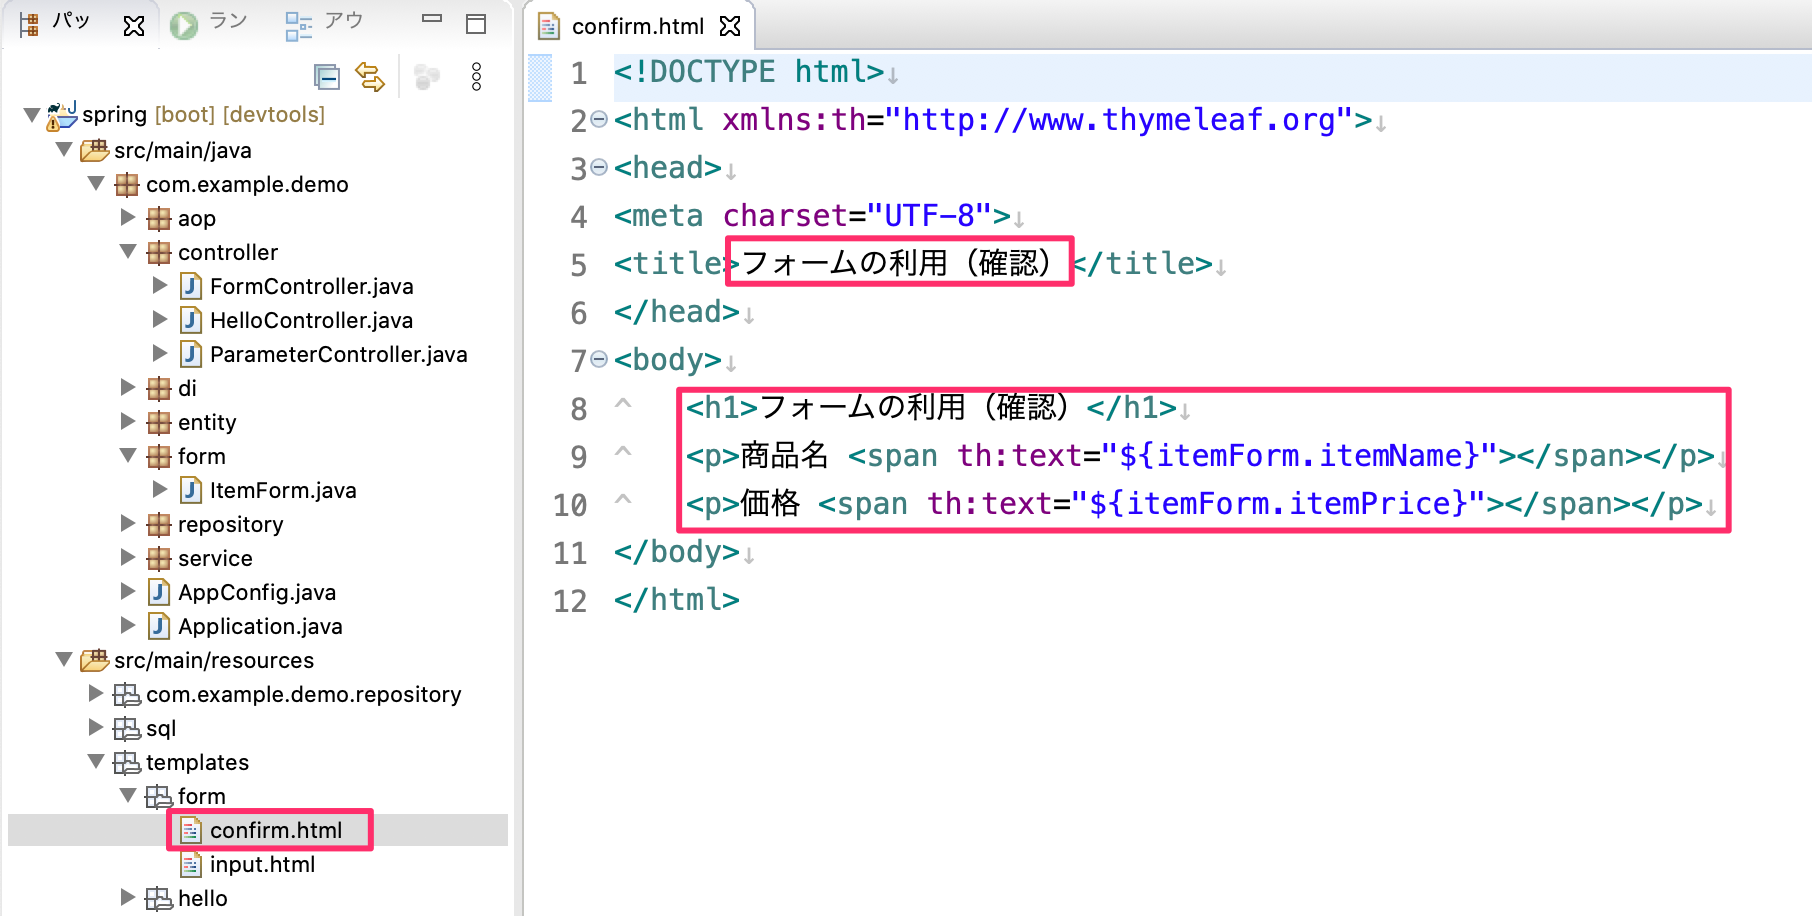 パッ
ラン
アウ
spring [boot] [devtools]
src/main/java
com.example.demo
aop
controller
FormController.java
HelloController.java
ParameterController.java
di
entity
form
ItemForm.java
repository
service
AppConfig.java
Application.java
src/main/resources
com.example.demo.repository
sql
templates
form
confirm.html
input.html
hello
confirm.html
1 <!DOCTYPE html>↓
2 <html xmlns:th="http://www.thymeleaf.org">↓
3 <head>↓
4 <meta charset="UTF-8">↓
5 <title>フォームの利用（確認）</title>↓
6 </head>↓
7 <body>↓
8 ^ <h1>フォームの利用（確認）</h1>↓
9 ^ <p>商品名 <span th:text="${itemForm.itemName}"></span></p>↓
10 ^ <p>価格 <span th:text="${itemForm.itemPrice}"></span></p>↓
11 </body>↓
12 </html>